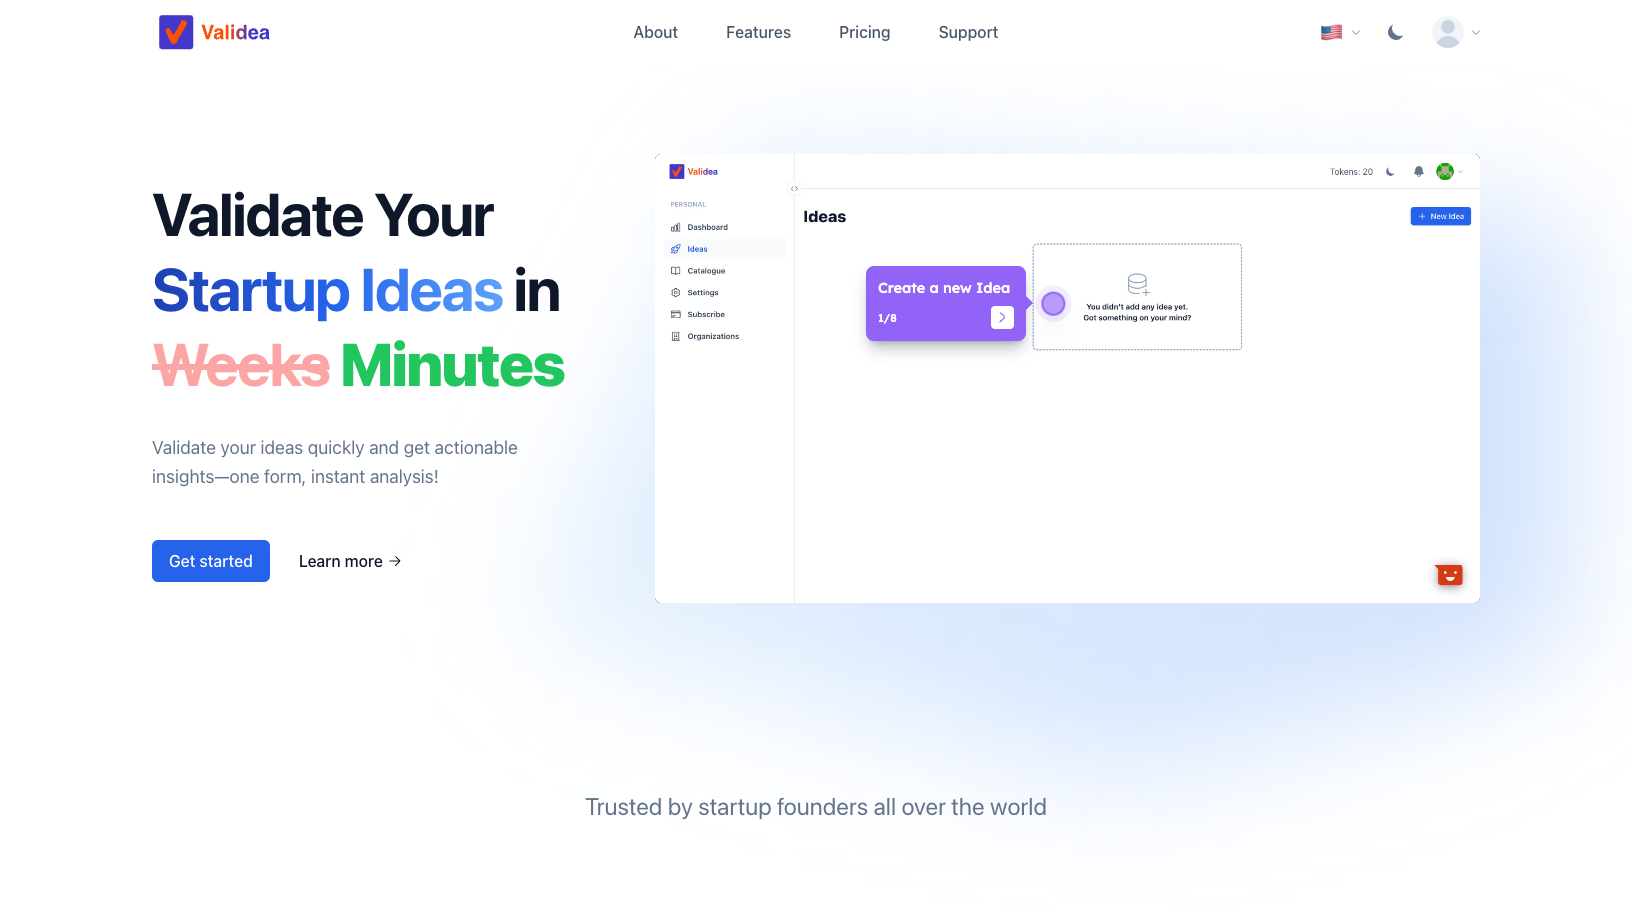 Validea
About
Features
Pricing
Support
Validate Your
Startup Ideas in
Weeks Minutes
Validate your ideas quickly and get actionable
insights—one form, instant analysis!
Get started
Learn more →
Validea
Tokens: 20
PERSONAL
Dashboard
Ideas
Catalogue
Settings
Subscribe
Organizations
Ideas
+ New Idea
Create a new Idea
1/8
You didn't add any idea yet.
Got something on your mind?
Trusted by startup founders all over the world